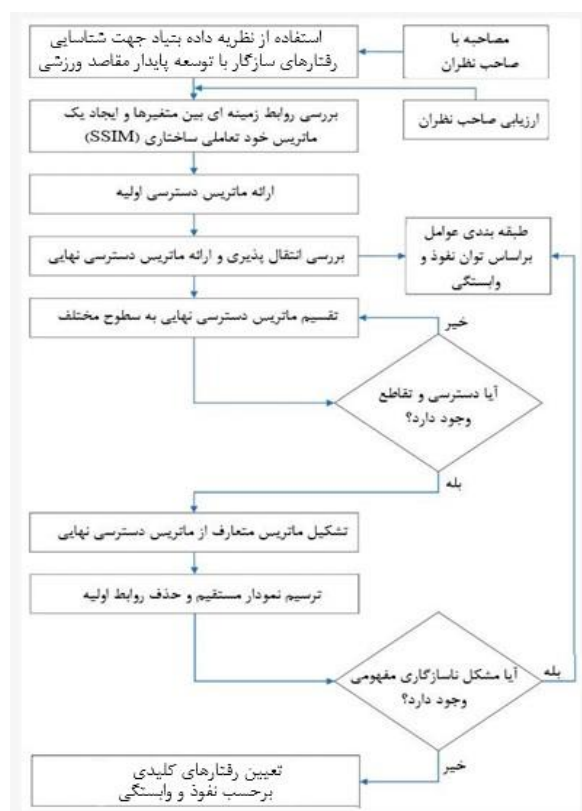 استفاده از نظریه داده بنیاد جهت شناسایی
رفتارهای سازگار با توسعه پایدار مقاصد ورزشی
مصاحبه با
صاحب نظران
بررسی روابط زمینه ای بین متغیرها و ایجاد یک
ماتریس خود تعاملی ساختاری (SSIM)
ارزیابی صاحب نظران
ارائه ماتریس دسترسی اولیه
بررسی انتقال پذیری و ارائه ماتریس دسترسی نهایی
طبقه بندی عوامل
براساس توان نفوذ و
وابستگی
تقسیم ماتریس دسترسی نهایی به سطوح مختلف
خیر
آیا دسترسی و تقاطع
وجود دارد؟
بله
تشکیل ماتریس متعارف از ماتریس دسترسی نهایی
ترسیم نمودار مستقیم و حذف روابط اولیه
آیا مشکل ناسازگاری مفهومی
وجود دارد؟
بله
خیر
تعیین رفتارهای کلیدی
برحسب نفوذ و وابستگی